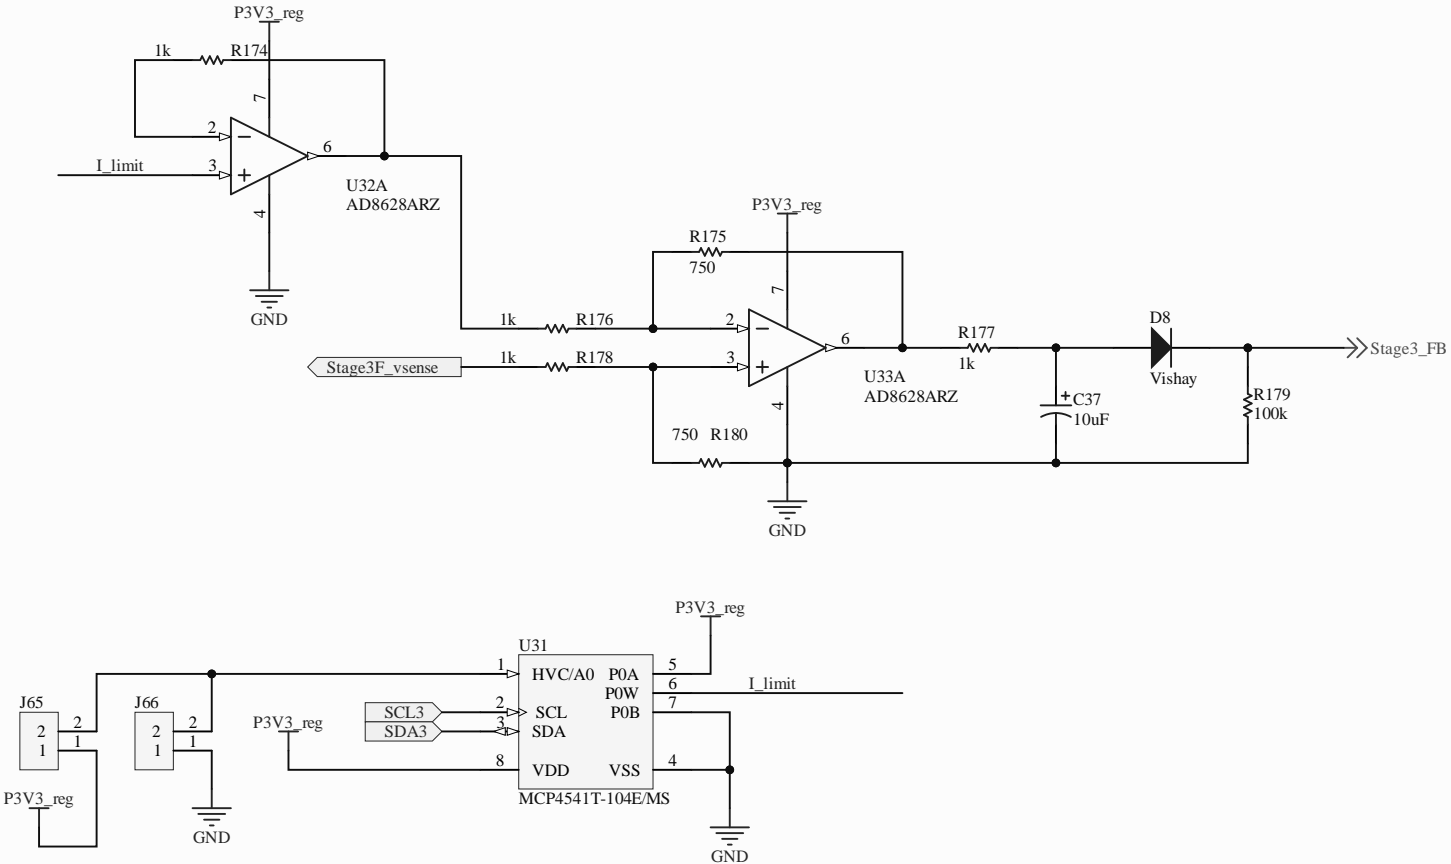 P3V3_reg
1k R174
7
2
3
6
I_limit
4
U32A
AD8628ARZ
GND
P3V3_reg
R175
750
7
1k R176
2
3
6
Stage3F_vsense
1k R178
4
U33A
AD8628ARZ
R177
1k
D8
Vishay
Stage3_FB
+ C37
10uF
R179
100k
750 R180
GND
P3V3_reg
U31
1
HVC/A0
P0A
5
P0W
6
I_limit
P0B
7
SCL3
2
SCL
SDA3
3
SDA
P3V3_reg
8
VDD
VSS
4
MCP4541T-104E/MS
GND
J65
2 2
1 1
P3V3_reg
J66
2 2
1 1
GND